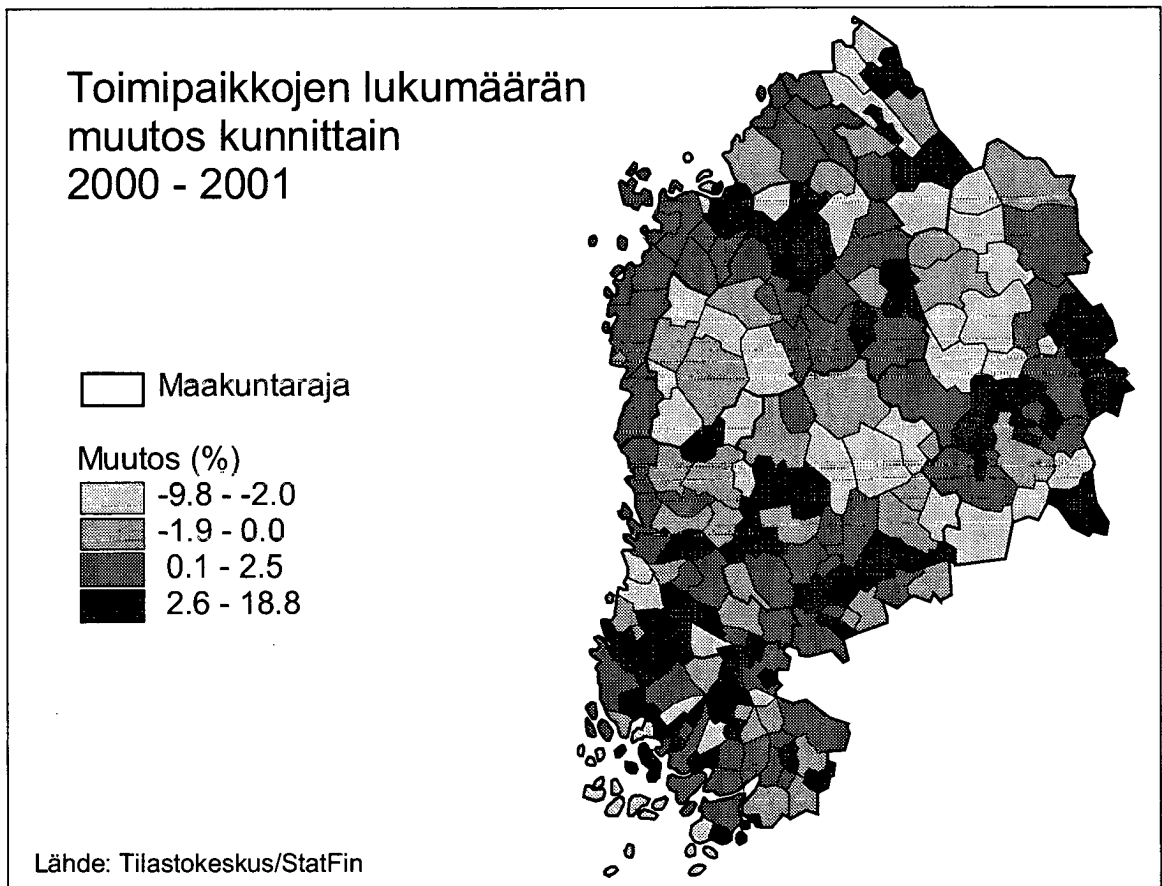 Toimipaikkojen lukumäärän
muutos kunnittain
2000 - 2001
Maakuntaraja
Muutos (%)
-9.8 - -2.0
-1.9 - 0.0
0.1 - 2.5
2.6 - 18.8
Lähde: Tilastokeskus/StatFin